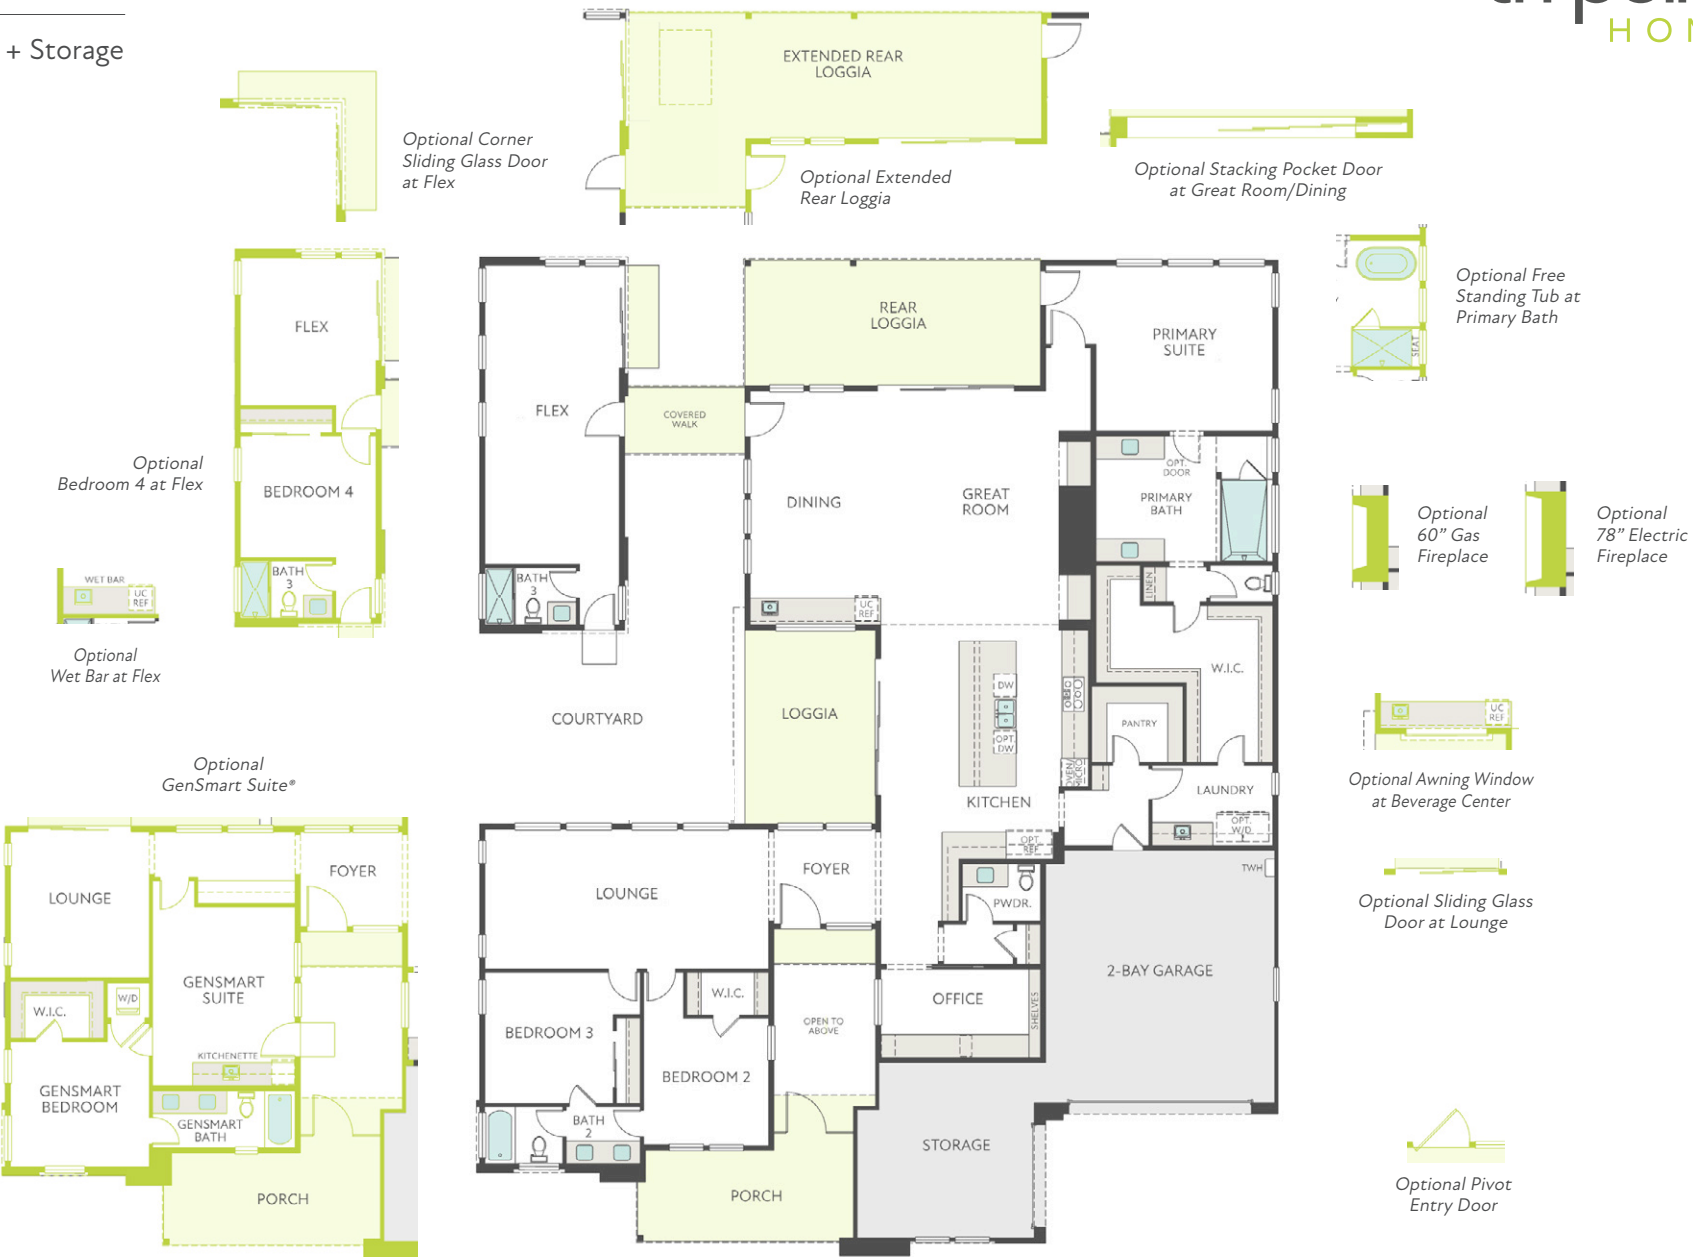 + Storage
HOM
EXTENDED REAR
LOGGIA
Optional Corner
Sliding Glass Door
at Flex
Optional Extended
Rear Loggia
Optional Stacking Pocket Door
at Great Room/Dining
FLEX
BEDROOM 4
BATH
3
Optional
Bedroom 4 at Flex
WET BAR
UC
REF
Optional
Wet Bar at Flex
FLEX
BATH
3
COVERED
WALK
REAR
LOGGIA
PRIMARY
SUITE
DINING
GREAT
ROOM
OPT.
DOOR
PRIMARY
BATH
LINEN
UC
REF
W.I.C.
COURTYARD
LOGGIA
DW
OPT.
DW
PANTRY
OVEN/
MICRO
KITCHEN
LAUNDRY
OPT.
W/D
OPT.
REF
TWH
LOUNGE
FOYER
PWDR.
2-BAY GARAGE
OFFICE
SHELVES
W.I.C.
BEDROOM 3
BEDROOM 2
OPEN TO
ABOVE
BATH
2
STORAGE
PORCH
SEAT
Optional Free
Standing Tub at
Primary Bath
Optional
60” Gas
Fireplace
Optional
78” Electric
Fireplace
UC
REF
Optional Awning Window
at Beverage Center
Optional Sliding Glass
Door at Lounge
Optional Pivot
Entry Door
Optional
GenSmart Suite®
LOUNGE
FOYER
GENSMART
SUITE
W/D
W.I.C.
KITCHENETTE
GENSMART
BEDROOM
GENSMART
BATH
PORCH